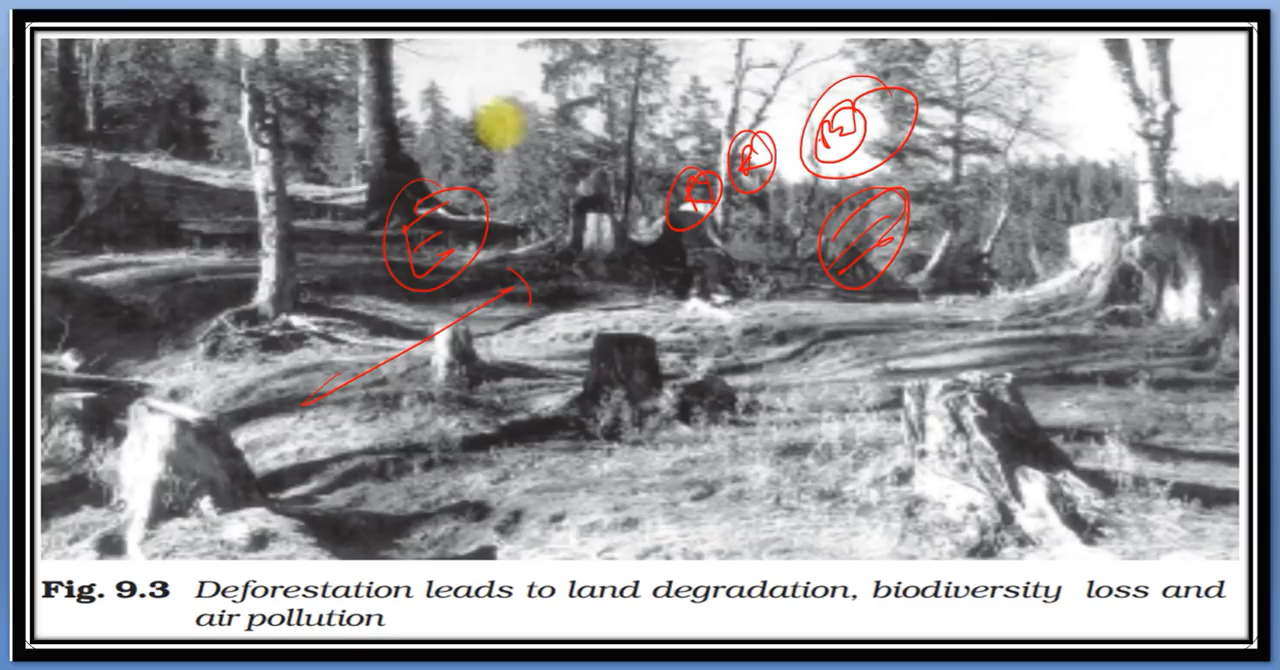 Fig. 9.3 Deforestation leads to land degradation, biodiversity loss and
air pollution